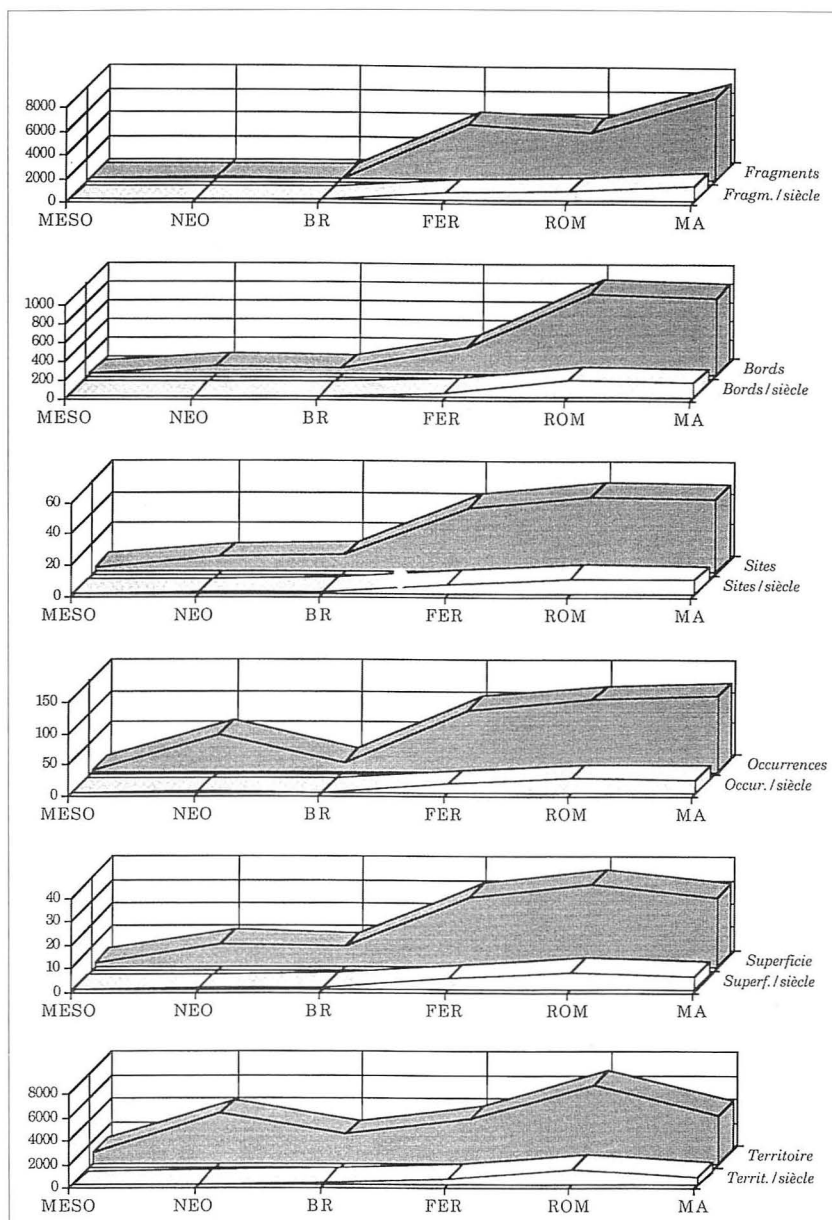 8000
6000
4000
2000
0
Fragments
Fragm. / siècle
MESO NEO BR FER ROM MA
1000
800
600
400
200
0
Bords
Bords / siècle
MESO NEO BR FER ROM MA
60
40
20
0
Sites
Sites / siècle
MESO NEO BR FER ROM MA
150
100
50
0
Occurrences
Occur. / siècle
MESO NEO BR FER ROM MA
40
30
20
10
0
Superficie
Superf. / siècle
MESO NEO BR FER ROM MA
8000
6000
4000
2000
0
Territoire
Territ. / siècle
MESO NEO BR FER ROM MA